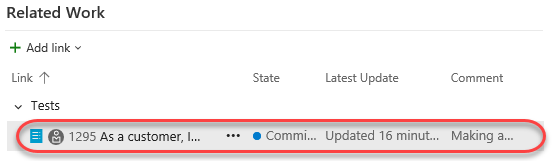 Related Work
Add link
Link State Latest Update Comment
Tests
1295 As a customer, I... ... Commi... Updated 16 minut... Making a...